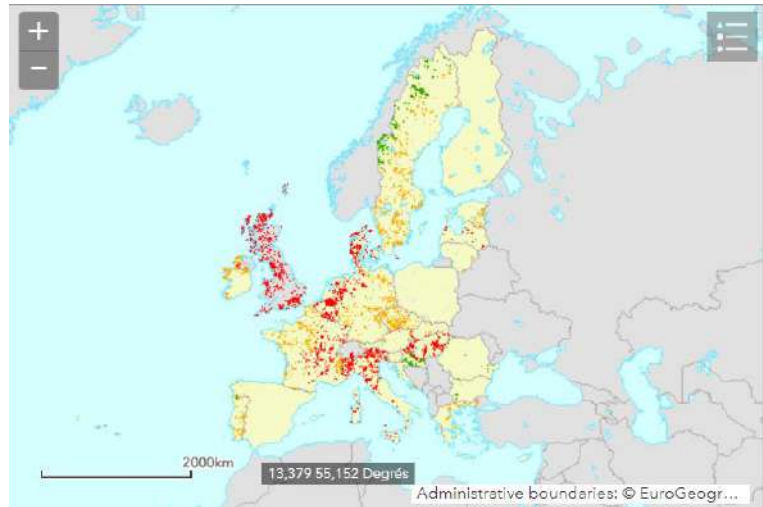 +
−
2000km
13,379 55,152 Degrés
Administrative boundaries: © EuroGeogr...